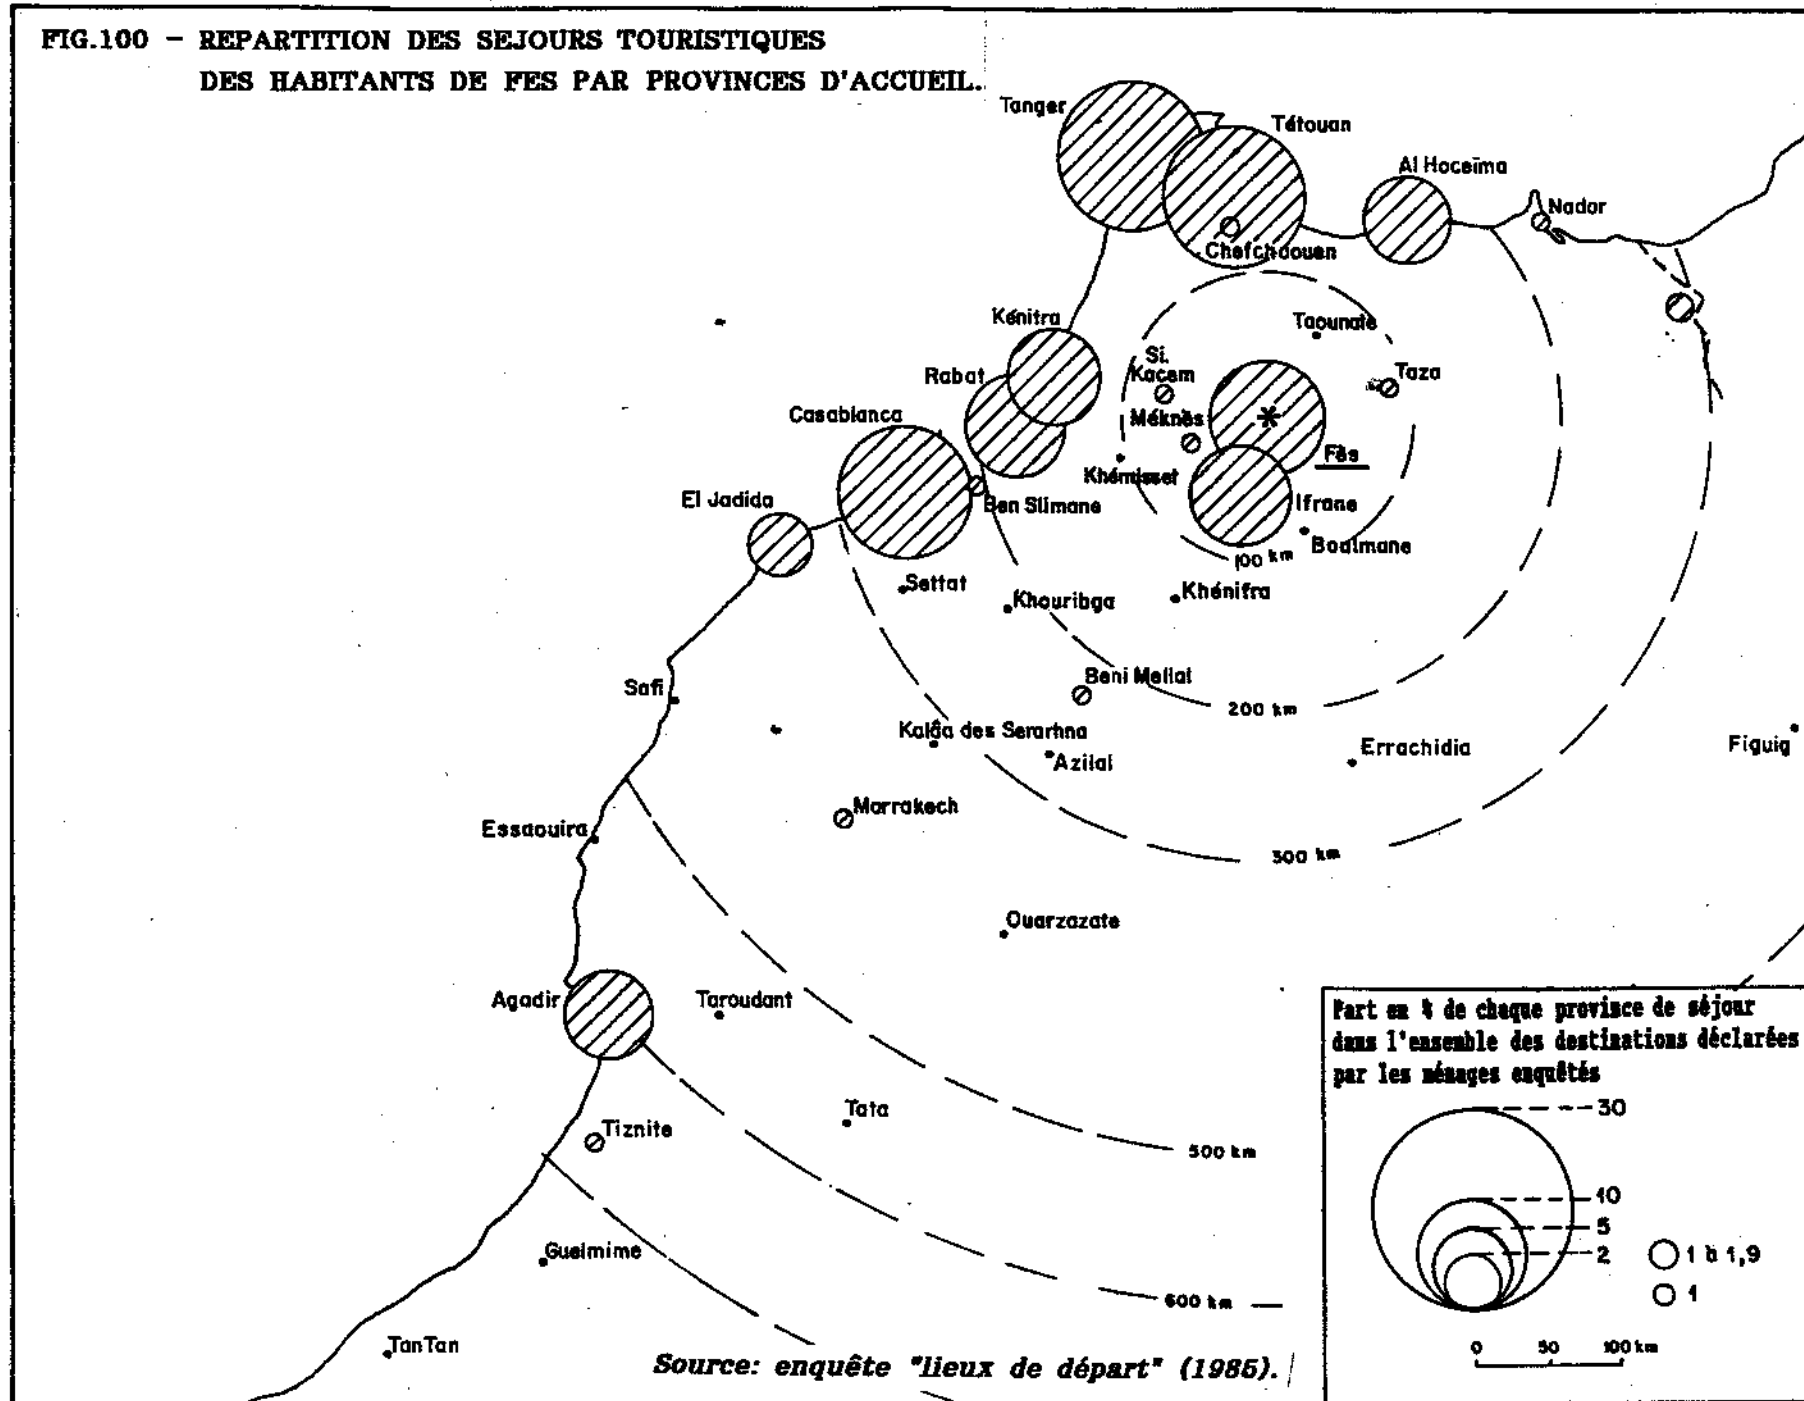 FIG.100 - REPARTITION DES SEJOURS TOURISTIQUES
DES HABITANTS DE FES PAR PROVINCES D'ACCUEIL.
Tanger
Tétouan
Al Hoceïma
Nador
Chefchaouen
Kénitra
Taounate
Si.
Kacem
Rabat
Taza
Casablanca
Méknès
Fès
Khémisset
El Jadida
Ben Slimane
Ifrane
Boulmane
100 km
Settat
Khouribga
Khénifra
Safi
Beni Mellal
200 km
Kalâa des Serarhna
Azilal
Errachidia
Figuig
Marrakech
Essaouira
300 km
Ouarzazate
Agadir
Taroudant
Part en % de chaque province de séjour
dans l'ensemble des destinations déclarées
par les ménages enquêtés
30
10
5
2
1 à 1,9
1
0 50 100 km
Tata
Tiznite
500 km
Guelmime
600 km
TanTan
Source: enquête "lieux de départ" (1985).